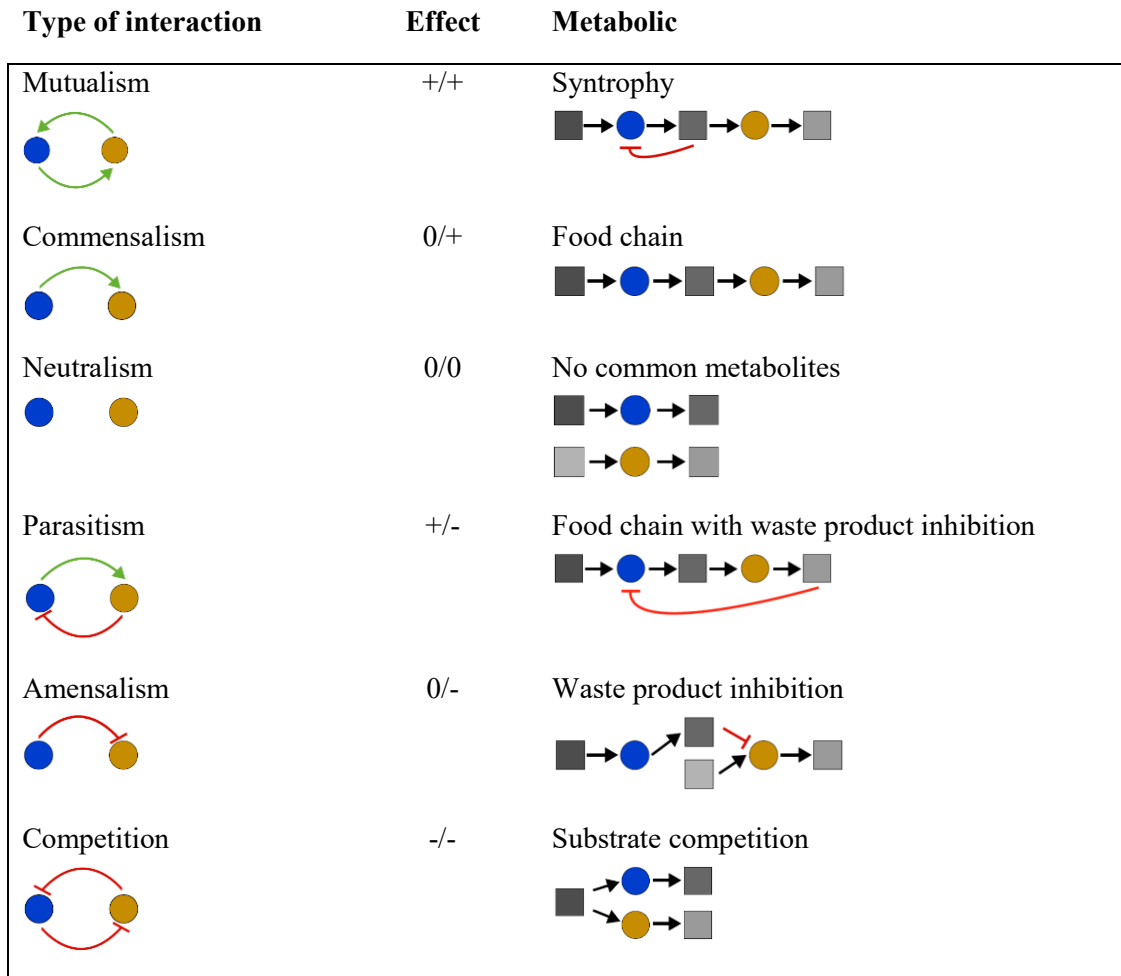 Type of interaction Effect Metabolic
Mutualism +/+ Syntrophy
Commensalism 0/+ Food chain
Neutralism 0/0 No common metabolites
Parasitism +/- Food chain with waste product inhibition
Amensalism 0/- Waste product inhibition
Competition -/- Substrate competition